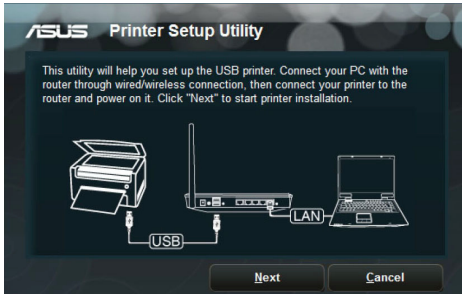 ASUS Printer Setup Utility
This utility will help you set up the USB printer. Connect your PC with the
router through wired/wireless connection, then connect your printer to the
router and power on it. Click "Next" to start printer installation.
LAN
USB
Next Cancel